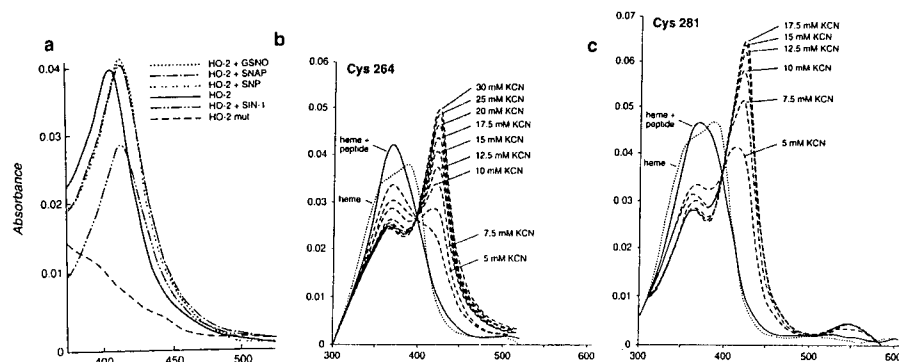 a
Absorbance
0.04
0.03
0.02
0.01
0
400
450
500
HO-2 + GSNO
HO-2 + SNAP
HO-2 + SNP
HO-2
HO-2 + SIN-1
HO-2 mut
b
Cys 264
0.06
0.05
0.04
0.03
0.02
0.01
0
300
400
500
600
heme +
peptide
heme
30 mM KCN
25 mM KCN
20 mM KCN
17.5 mM KCN
15 mM KCN
12.5 mM KCN
10 mM KCN
7.5 mM KCN
5 mM KCN
c
Cys 281
0.07
0.06
0.05
0.04
0.03
0.02
0.01
0.00
300
400
500
600
heme +
peptide
heme
17.5 mM KCN
15 mM KCN
12.5 mM KCN
10 mM KCN
7.5 mM KCN
5 mM KCN